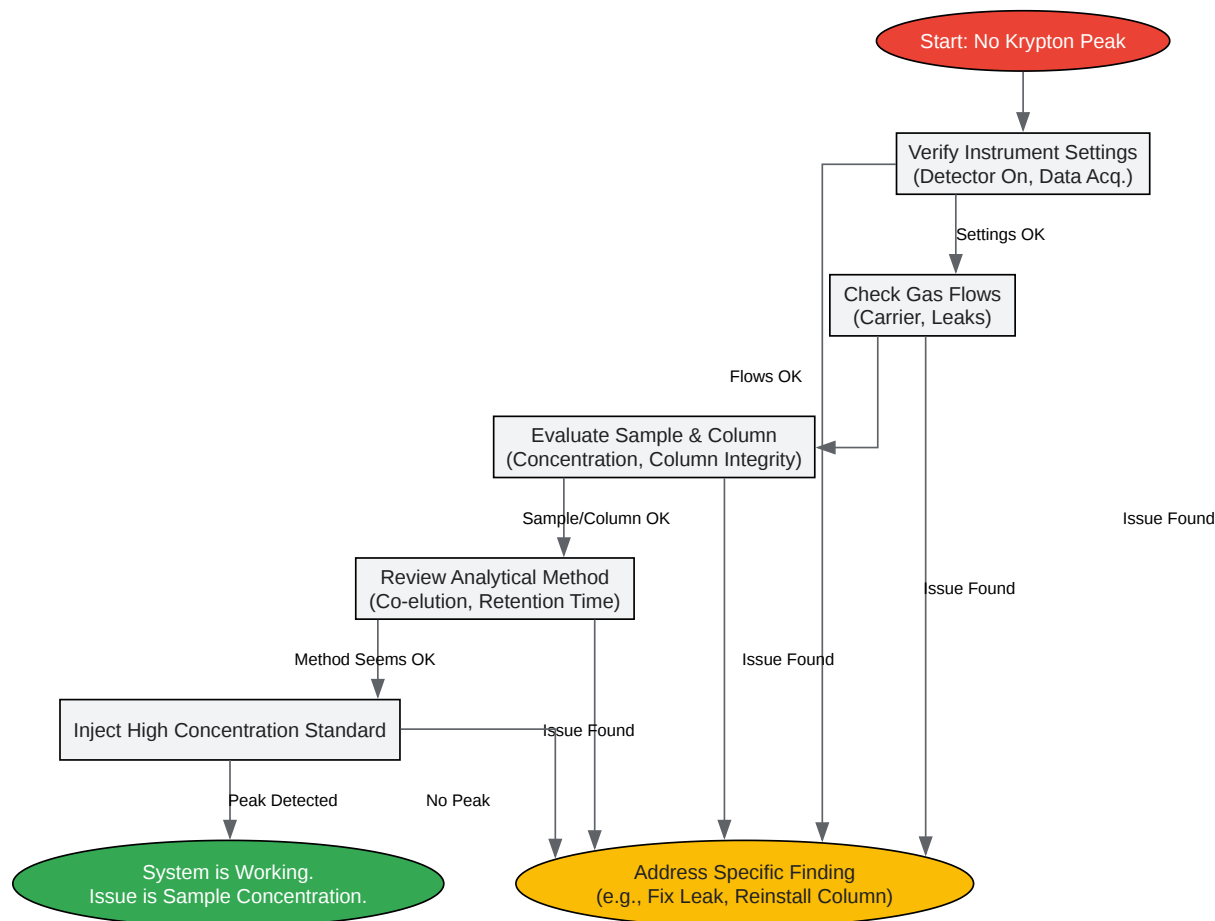 Start: No Krypton Peak
Verify Instrument Settings
(Detector On, Data Acq.)
Settings OK
Check Gas Flows
(Carrier, Leaks)
Flows OK
Evaluate Sample & Column
(Concentration, Column Integrity)
Sample/Column OK
Issue Found
Review Analytical Method
(Co-elution, Retention Time)
Issue Found
Method Seems OK
Issue Found
Inject High Concentration Standard
Issue Found
Peak Detected
No Peak
System is Working.
Issue is Sample Concentration.
Address Specific Finding
(e.g., Fix Leak, Reinstall Column)